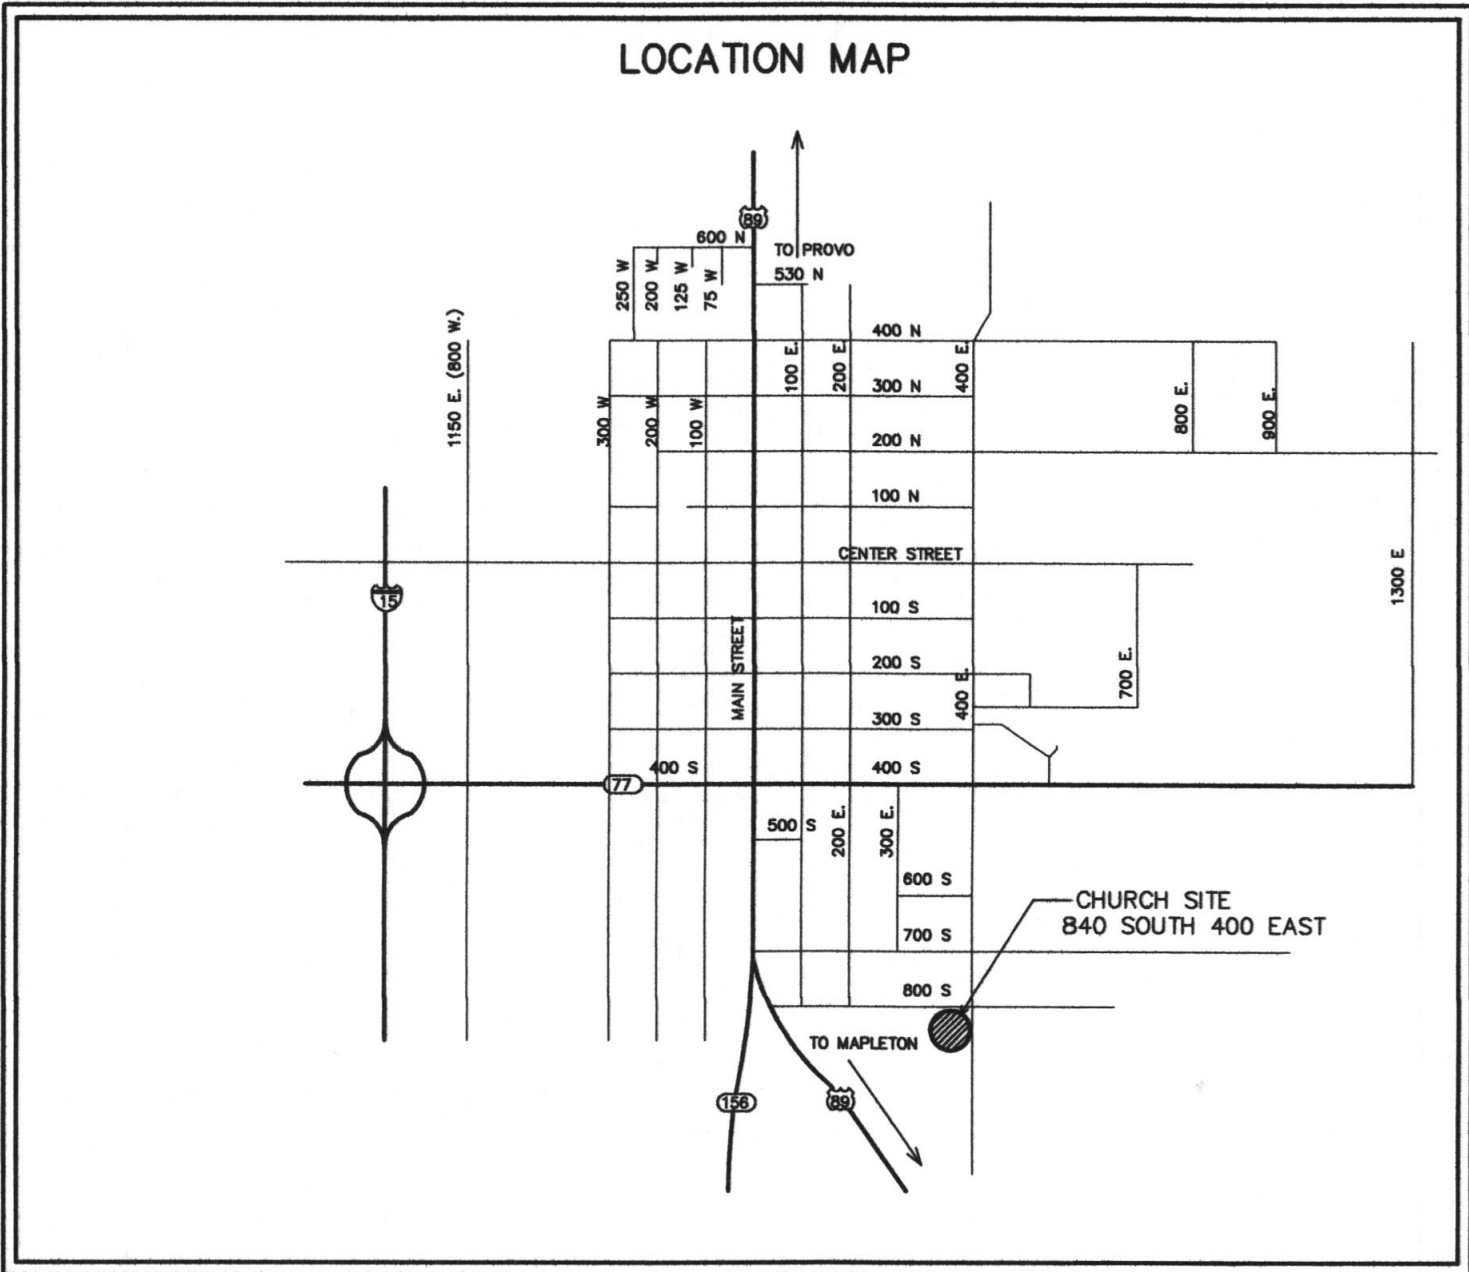 LOCATION MAP
89
600 N
TO PROVO
530 N
250 W
200 W
125 W
75 W
400 N
1150 E. (800 W.)
100 E.
200 E.
400 E.
300 N
800 E.
900 E.
300 W
200 W
100 W
200 N
100 N
CENTER STREET
1300 E
15
100 S
MAIN STREET
200 S
400 E.
700 E.
300 S
400 S
400 S
77
500 S
200 E.
300 E.
600 S
CHURCH SITE
840 SOUTH 400 EAST
700 S
800 S
TO MAPLETON
156
89